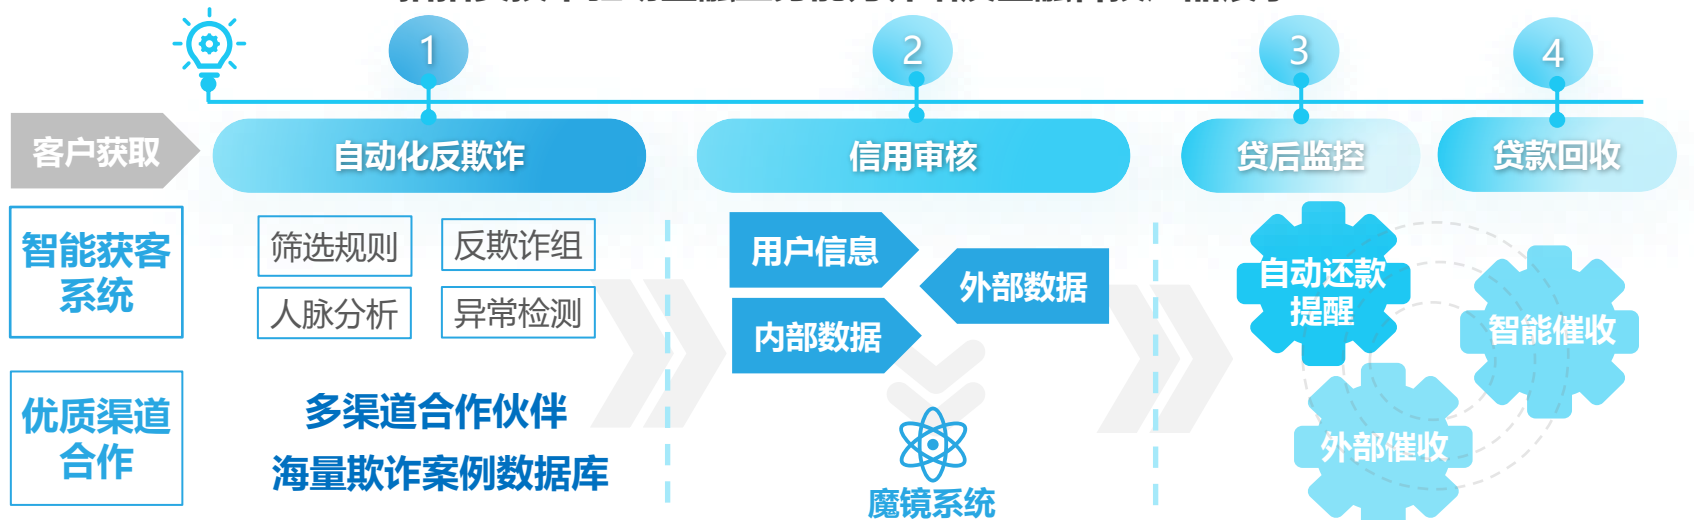 1
2
3
4
客户获取
自动化反欺诈
信用审核
贷后监控
贷款回收
智能获客
系统
优质渠道
合作
筛选规则
反欺诈组
人脉分析
异常检测
多渠道合作伙伴
海量欺诈案例数据库
用户信息
外部数据
内部数据
魔镜系统
自动还款
提醒
智能催收
外部催收